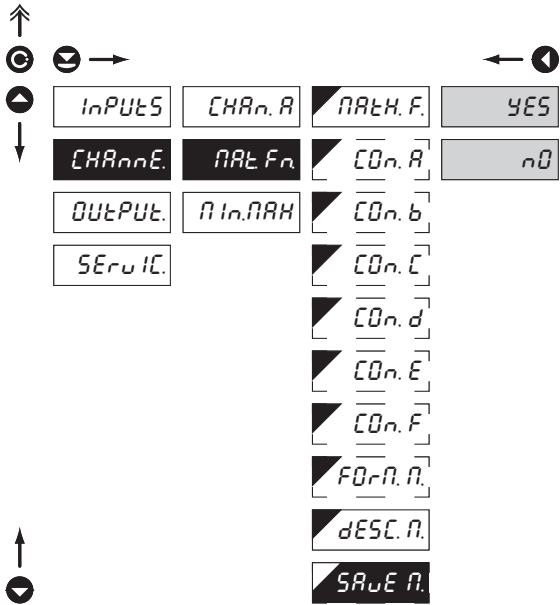 InPUtS CHAn. A MAtH. F. YES
CHAnnE. MAt. Fn. COn. A nO
OUtPUt. MIn.MAX COn. b
SErvIC. COn. C
COn. d
COn. E
COn. F
FOrM. M.
dESC. M.
SAvE M.